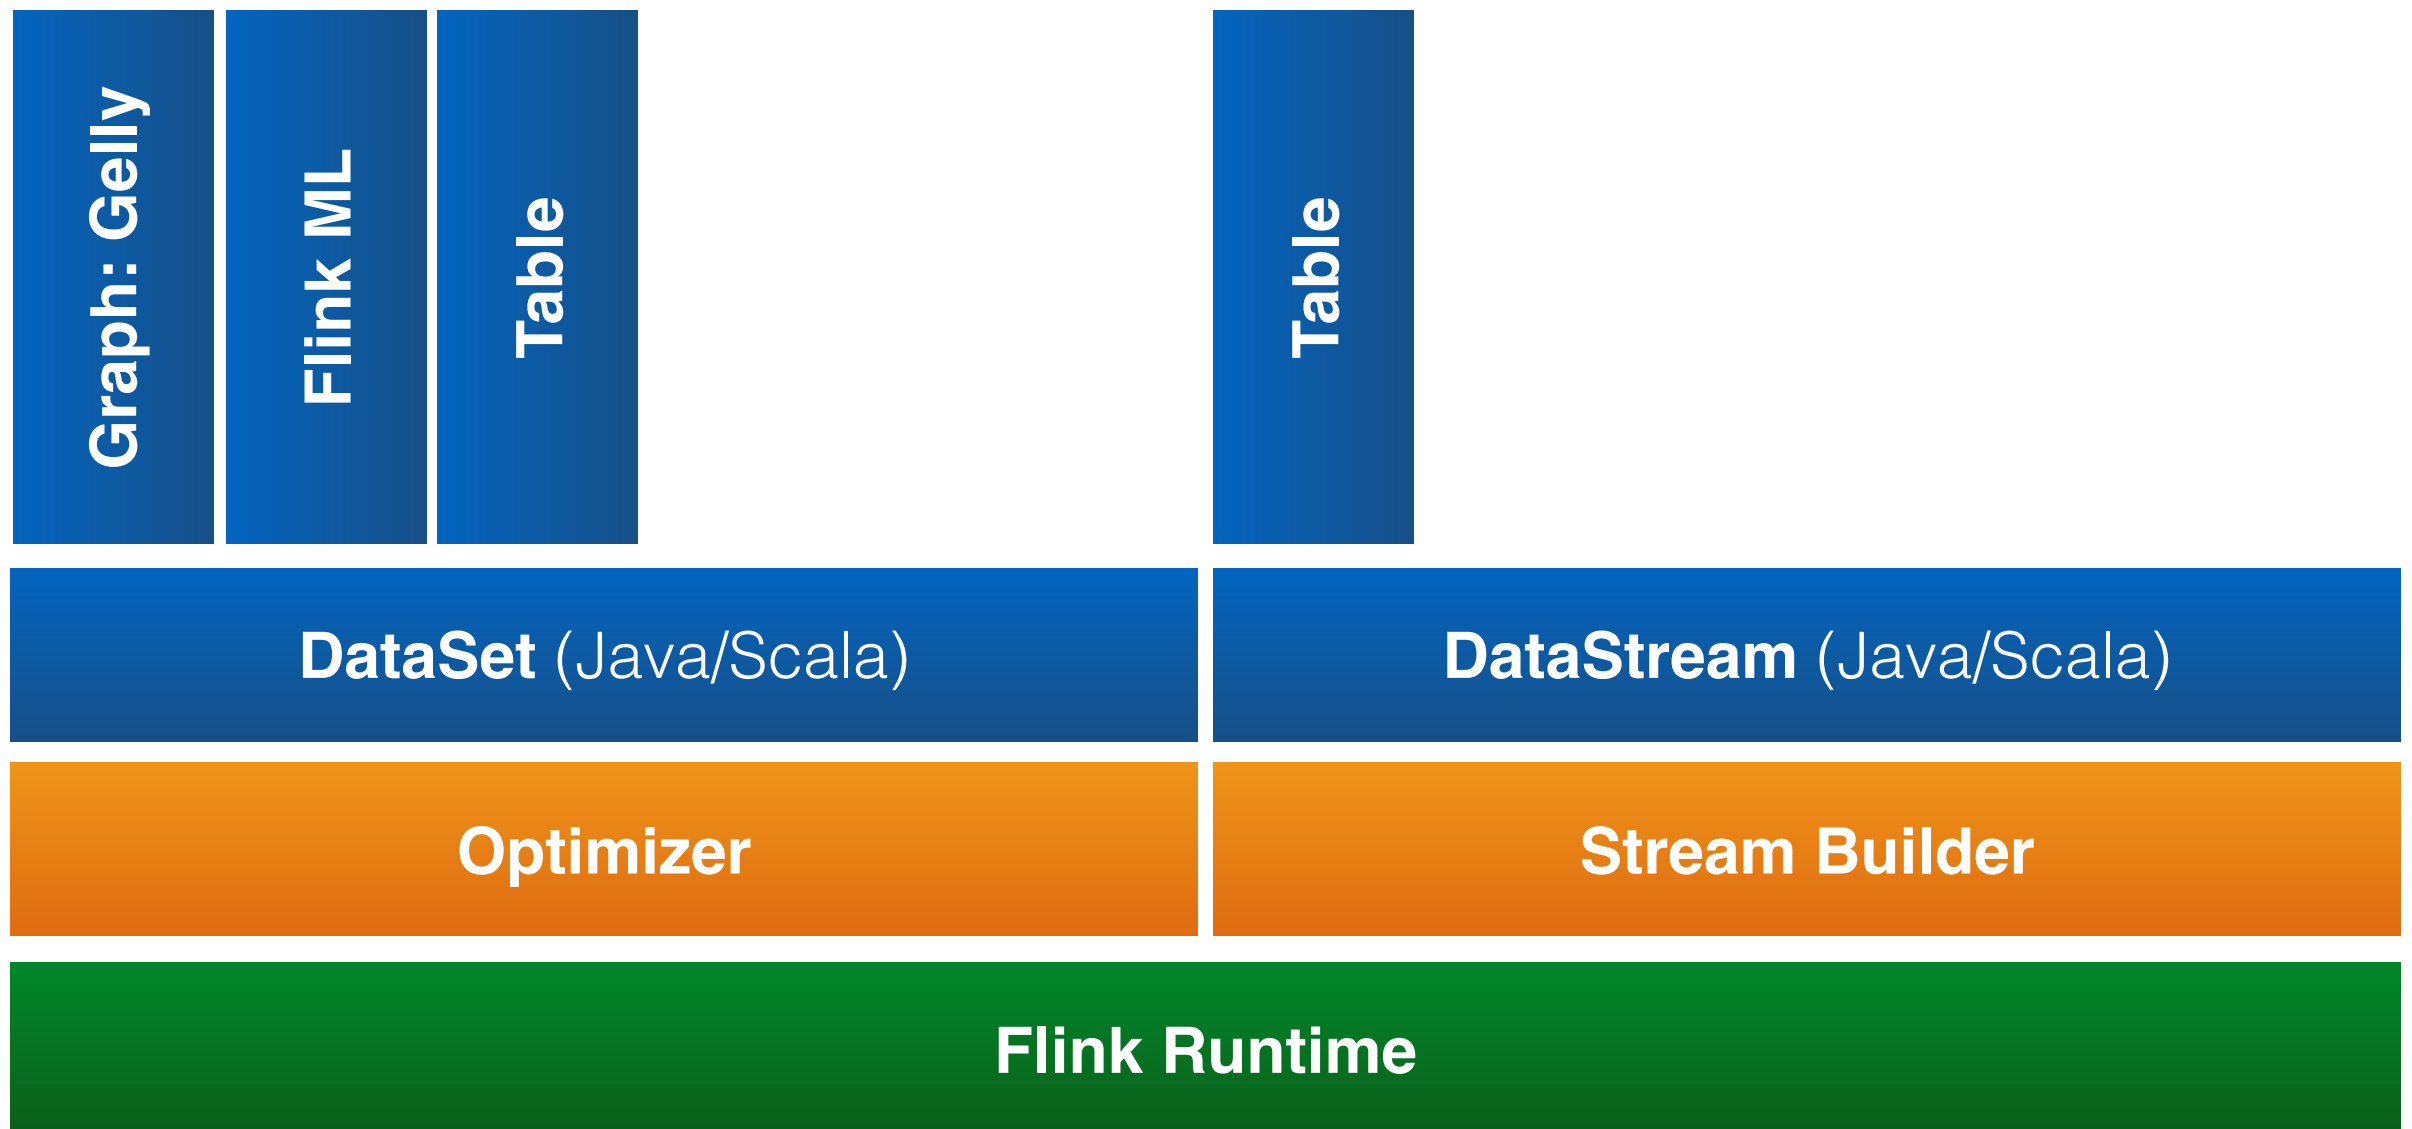 Graph: Gelly
Flink ML
Table
Table
DataSet (Java/Scala)
DataStream (Java/Scala)
Optimizer
Stream Builder
Flink Runtime